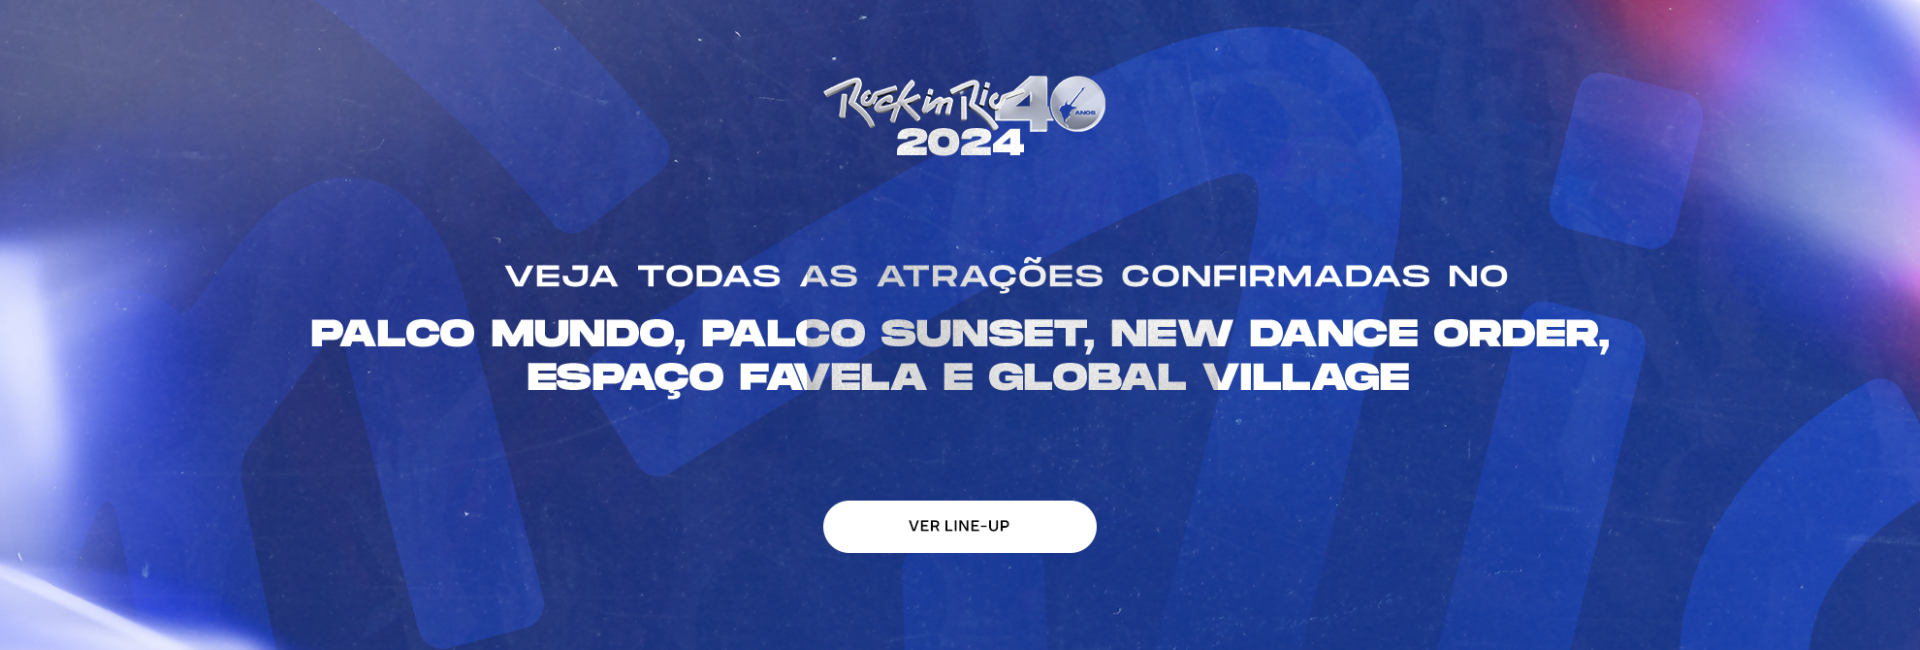 Rock in Rio 40
ANOS
2024
VEJA TODAS AS ATRAÇÕES CONFIRMADAS NO
PALCO MUNDO, PALCO SUNSET, NEW DANCE ORDER,
ESPAÇO FAVELA E GLOBAL VILLAGE
VER LINE-UP